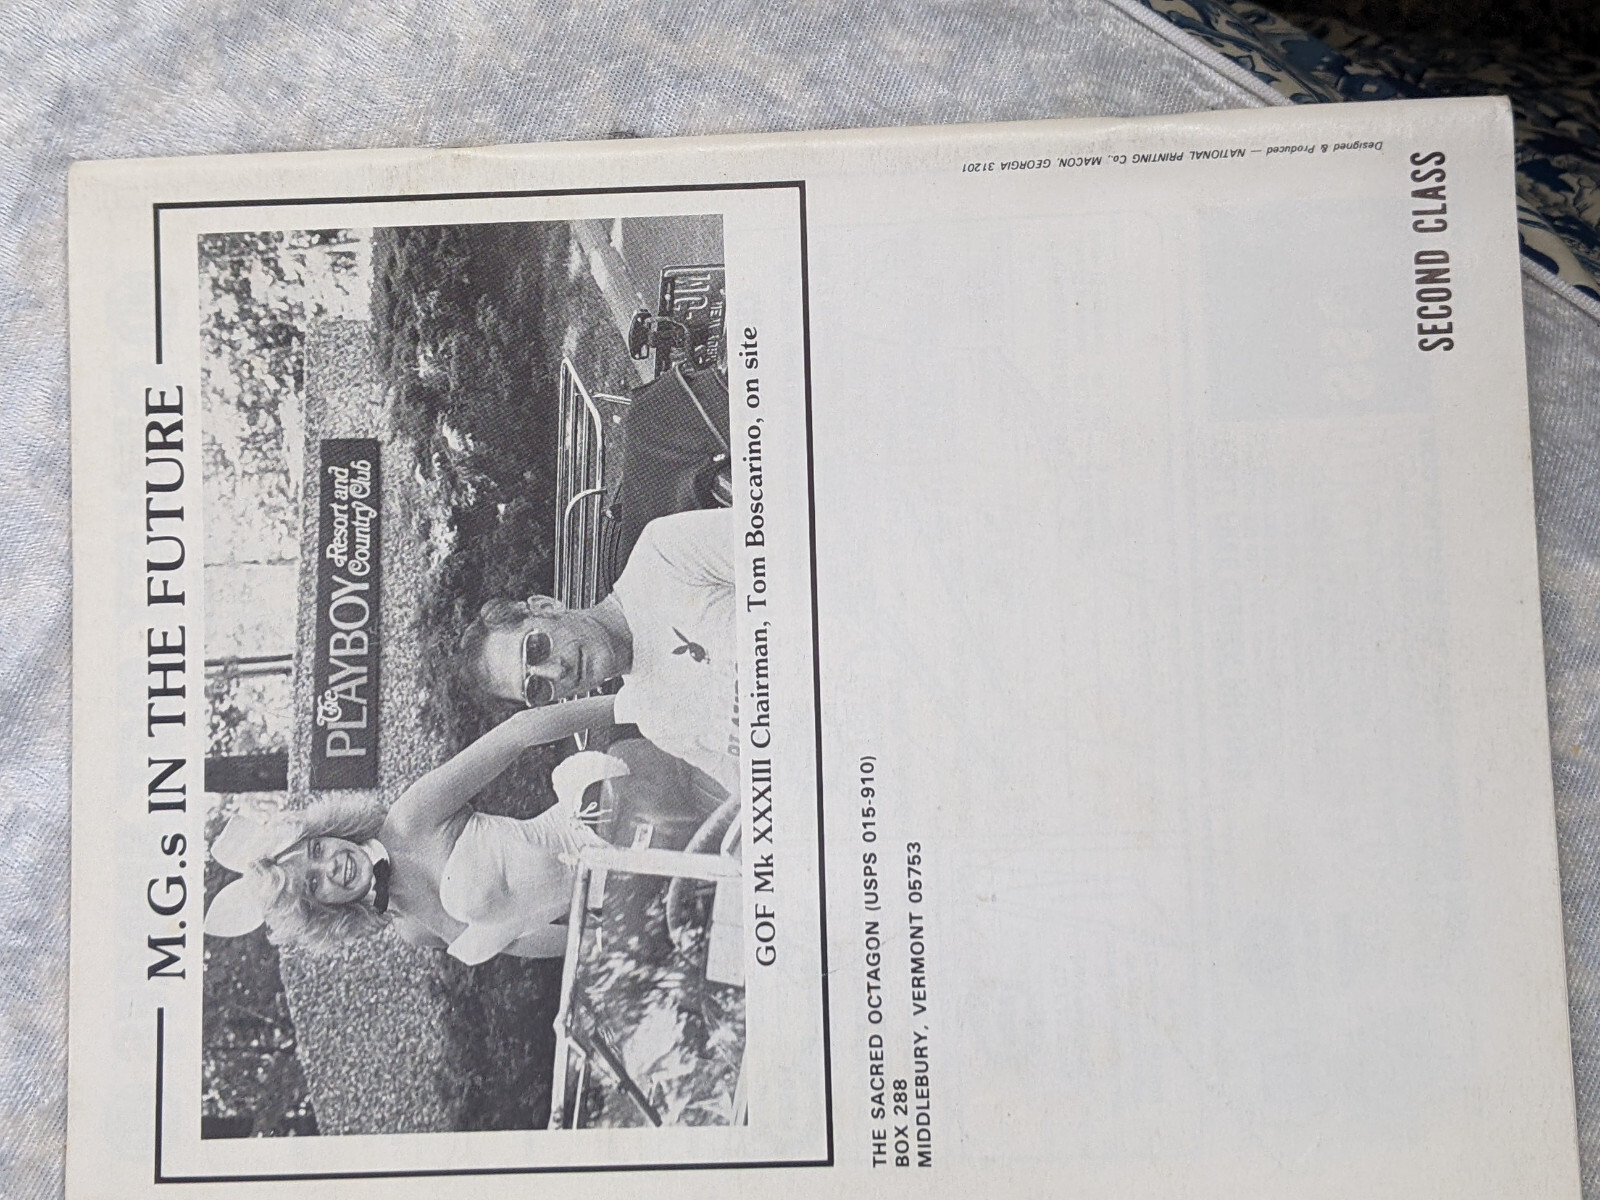 M.G.s IN THE FUTURE
The
PLAYBOY
Resort and
Country Club
MG-
GOF Mk XXXIII Chairman, Tom Boscarino, on site
THE SACRED OCTAGON (USPS 015-910)
BOX 288
MIDDLEBURY, VERMONT 05753
SECOND CLASS
Designed & Produced — NATIONAL PRINTING Co., MACON, GEORGIA 31201